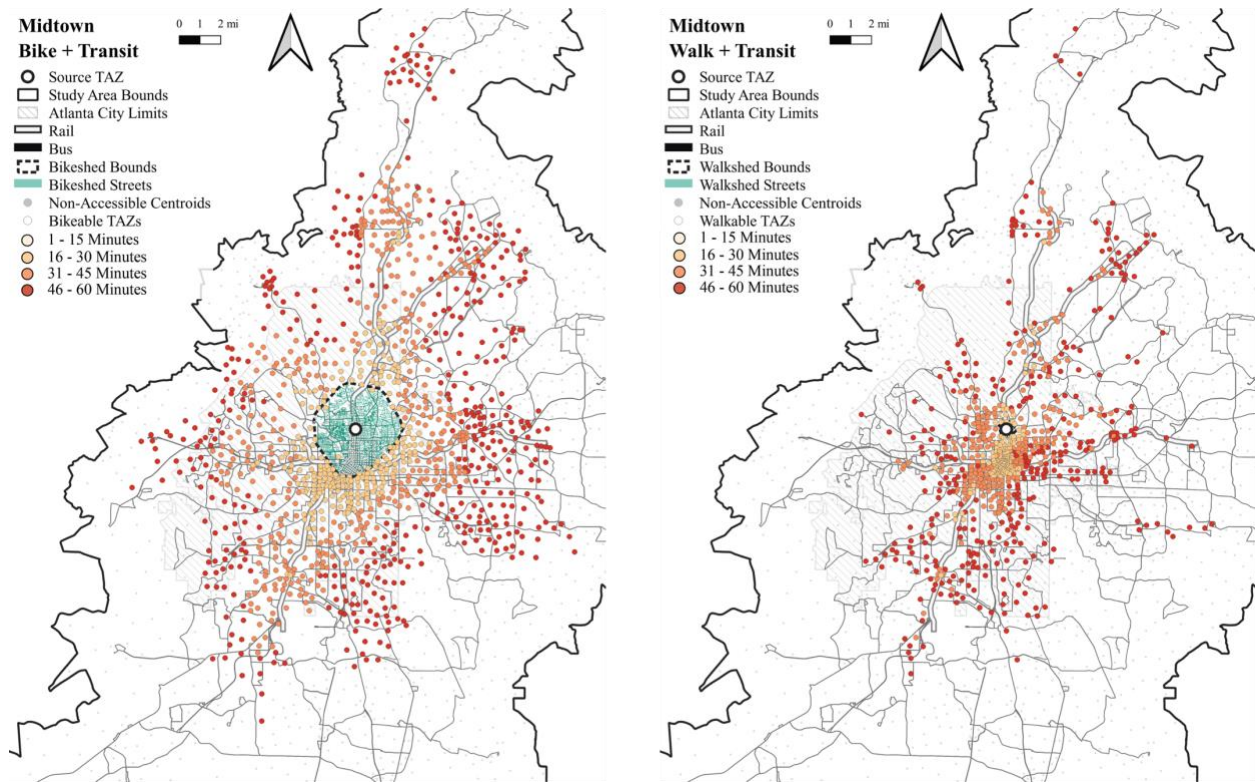 Midtown
Bike + Transit
0 1 2 mi
Source TAZ
Study Area Bounds
Atlanta City Limits
Rail
Bus
Bikeshed Bounds
Bikeshed Streets
Non-Accessible Centroids
Bikeable TAZs
1 - 15 Minutes
16 - 30 Minutes
31 - 45 Minutes
46 - 60 Minutes
Midtown
Walk + Transit
0 1 2 mi
Source TAZ
Study Area Bounds
Atlanta City Limits
Rail
Bus
Walkshed Bounds
Walkshed Streets
Non-Accessible Centroids
Walkable TAZs
1 - 15 Minutes
16 - 30 Minutes
31 - 45 Minutes
46 - 60 Minutes